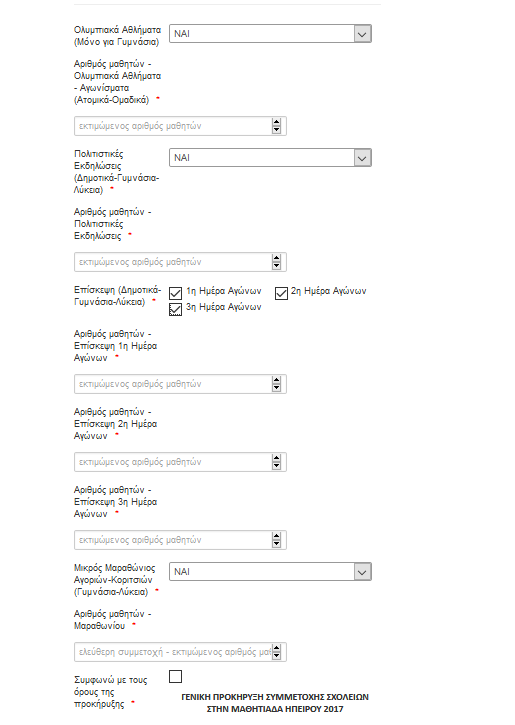 Ολυμπιακά Αθλήματα
(Μόνο για Γυμνάσια)
ΝΑΙ
Αριθμός μαθητών -
Ολυμπιακά Αθλήματα
- Αγωνίσματα
(Ατομικά-Ομαδικά) *
εκτιμώμενος αριθμός μαθητών
Πολιτιστικές
Εκδηλώσεις
(Δημοτικά-Γυμνάσια-
Λύκεια) *
ΝΑΙ
Αριθμός μαθητών -
Πολιτιστικές
Εκδηλώσεις *
εκτιμώμενος αριθμός μαθητών
Επίσκεψη (Δημοτικά-
Γυμνάσια-Λύκεια) *
1η Ημέρα Αγώνων 2η Ημέρα Αγώνων
3η Ημέρα Αγώνων
Αριθμός μαθητών -
Επίσκεψη 1η Ημέρα
Αγώνων *
εκτιμώμενος αριθμός μαθητών
Αριθμός μαθητών -
Επίσκεψη 2η Ημέρα
Αγώνων *
εκτιμώμενος αριθμός μαθητών
Αριθμός μαθητών -
Επίσκεψη 3η Ημέρα
Αγώνων *
εκτιμώμενος αριθμός μαθητών
Μικρός Μαραθώνιος
Αγοριών-Κοριτσιών
(Γυμνάσια-Λύκεια) *
ΝΑΙ
Αριθμός μαθητών -
Μαραθωνίου *
ελεύθερη συμμετοχή - εκτιμώμενος αριθμός μαθ
Συμφωνώ με τους
όρους της
προκήρυξης *
ΓΕΝΙΚΗ ΠΡΟΚΗΡΥΞΗ ΣΥΜΜΕΤΟΧΗΣ ΣΧΟΛΕΙΩΝ
ΣΤΗΝ ΜΑΘΗΤΙΑΔΑ ΗΠΕΙΡΟΥ 2017